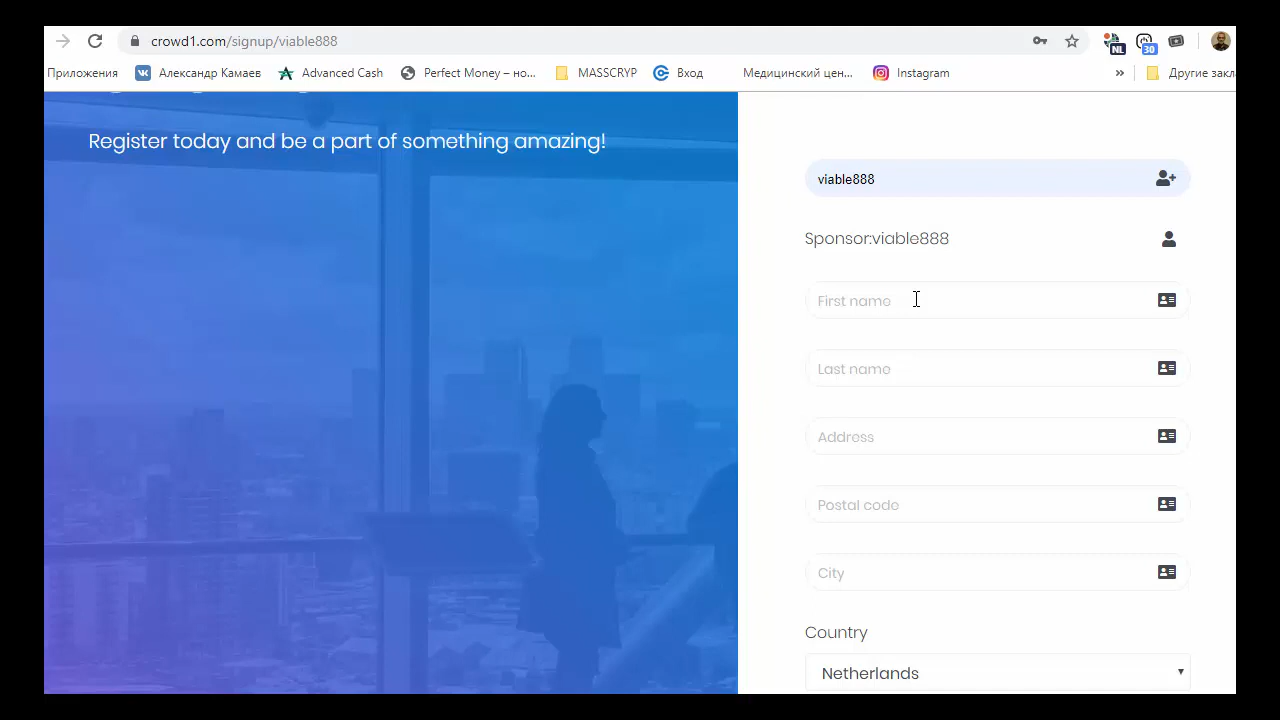 crowd1.com/signup/viable888
NL
30
Приложения
Александр Камаев
Advanced Cash
Perfect Money – но...
MASSCRYP
Вход
Медицинский цен...
Instagram
»
Другие закл
Register today and be a part of something amazing!
viable888
Sponsor:viable888
First name
Last name
Address
Postal code
City
Country
Netherlands